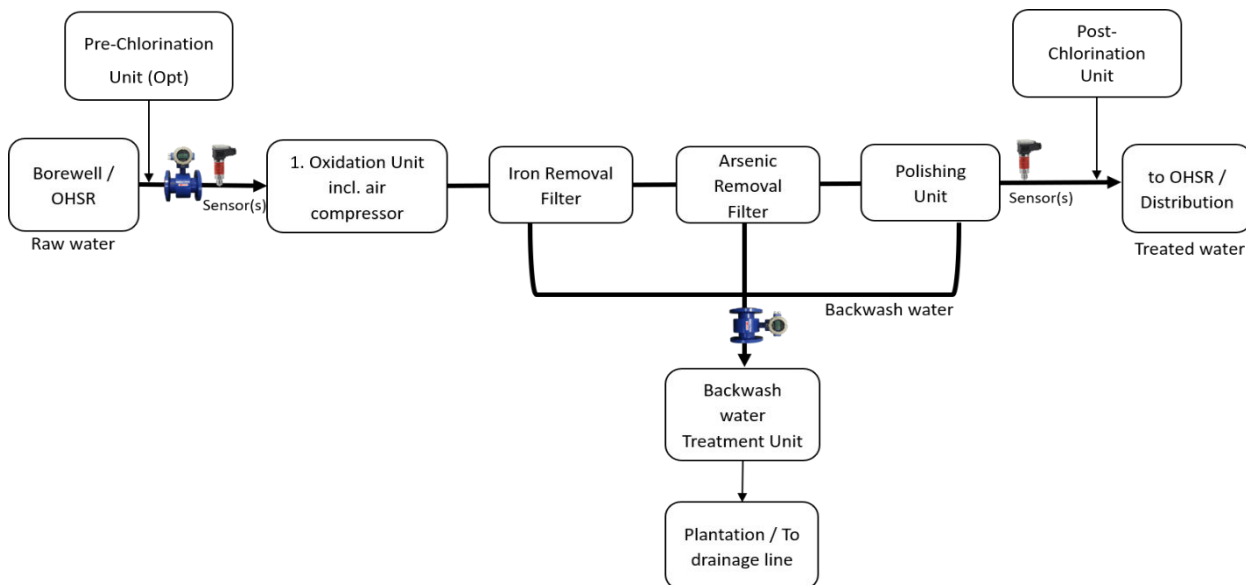 Pre-Chlorination
Unit (Opt)
Post-
Chlorination
Unit
Borewell /
OHSR
Raw water
Sensor(s)
1. Oxidation Unit
incl. air
compressor
Iron Removal
Filter
Arsenic
Removal
Filter
Polishing
Unit
Sensor(s)
to OHSR /
Distribution
Treated water
Backwash water
Backwash
water
Treatment Unit
Plantation / To
drainage line